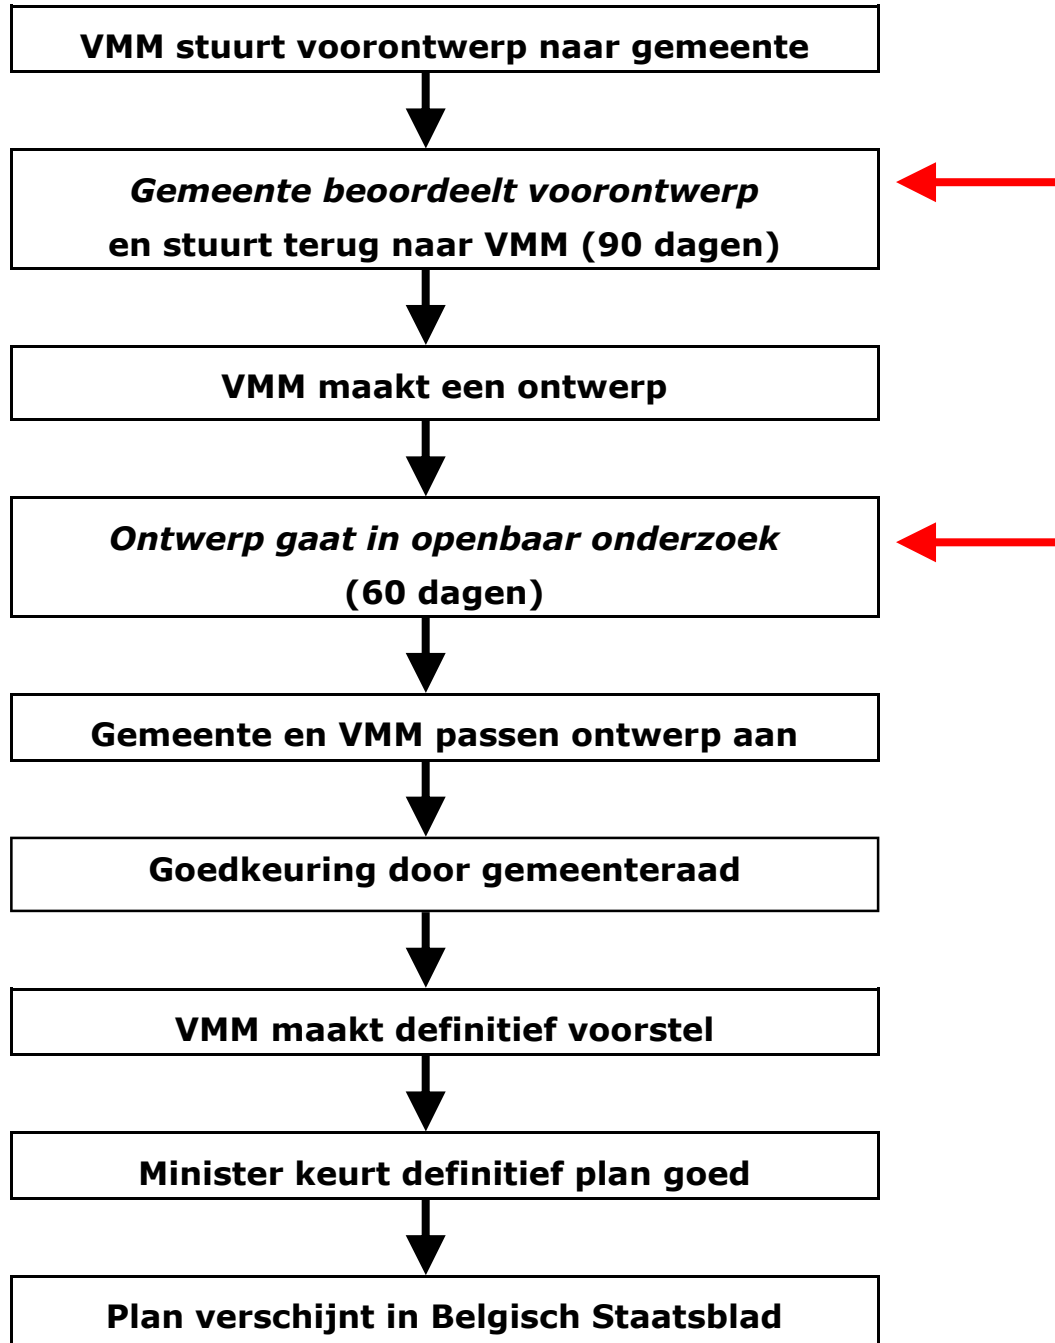 VMM stuurt voorontwerp naar gemeente
Gemeente beoordeelt voorontwerp
en stuurt terug naar VMM (90 dagen)
VMM maakt een ontwerp
Ontwerp gaat in openbaar onderzoek
(60 dagen)
Gemeente en VMM passen ontwerp aan
Goedkeuring door gemeenteraad
VMM maakt definitief voorstel
Minister keurt definitief plan goed
Plan verschijnt in Belgisch Staatsblad